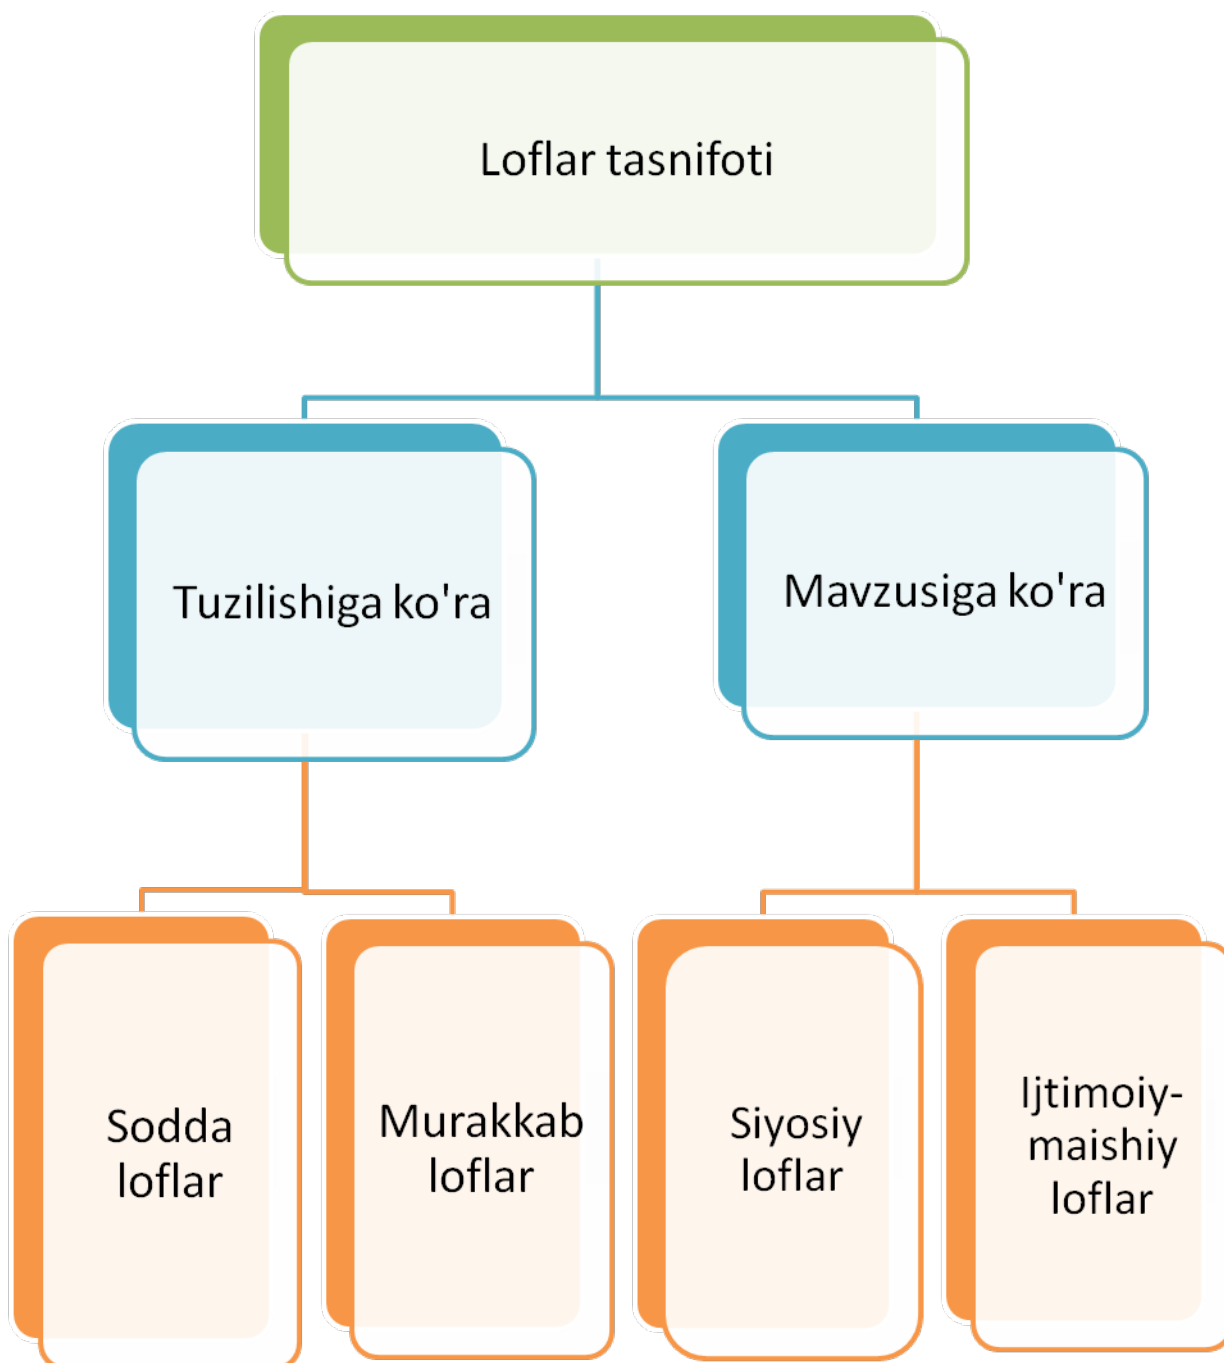 Loflar tasnifoti
Tuzilishiga ko'ra
Mavzusiga ko'ra
Sodda
loflar
Murakkab
loflar
Siyosiy
loflar
Ijtimoiy-
maishiy
loflar